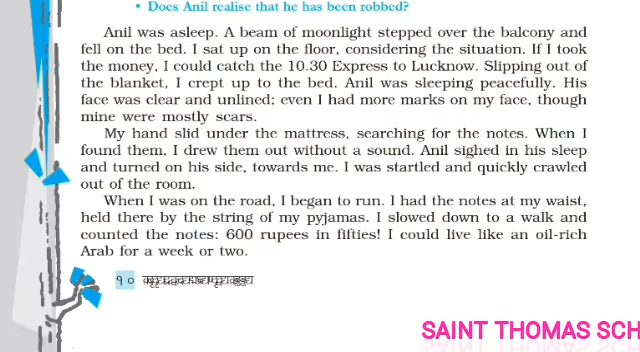 • Does Anil realise that he has been robbed?
Anil was asleep. A beam of moonlight stepped over the balcony and
fell on the bed. I sat up on the floor, considering the situation. If I took
the money, I could catch the 10.30 Express to Lucknow. Slipping out of
the blanket, I crept up to the bed. Anil was sleeping peacefully. His
face was clear and unlined; even I had more marks on my face, though
mine were mostly scars.
My hand slid under the mattress, searching for the notes. When I
found them, I drew them out without a sound. Anil sighed in his sleep
and turned on his side, towards me. I was startled and quickly crawled
out of the room.
When I was on the road, I began to run. I had the notes at my waist,
held there by the string of my pyjamas. I slowed down to a walk and
counted the notes: 600 rupees in fifties! I could live like an oil-rich
Arab for a week or two.
१०
SAINT THOMAS SCH